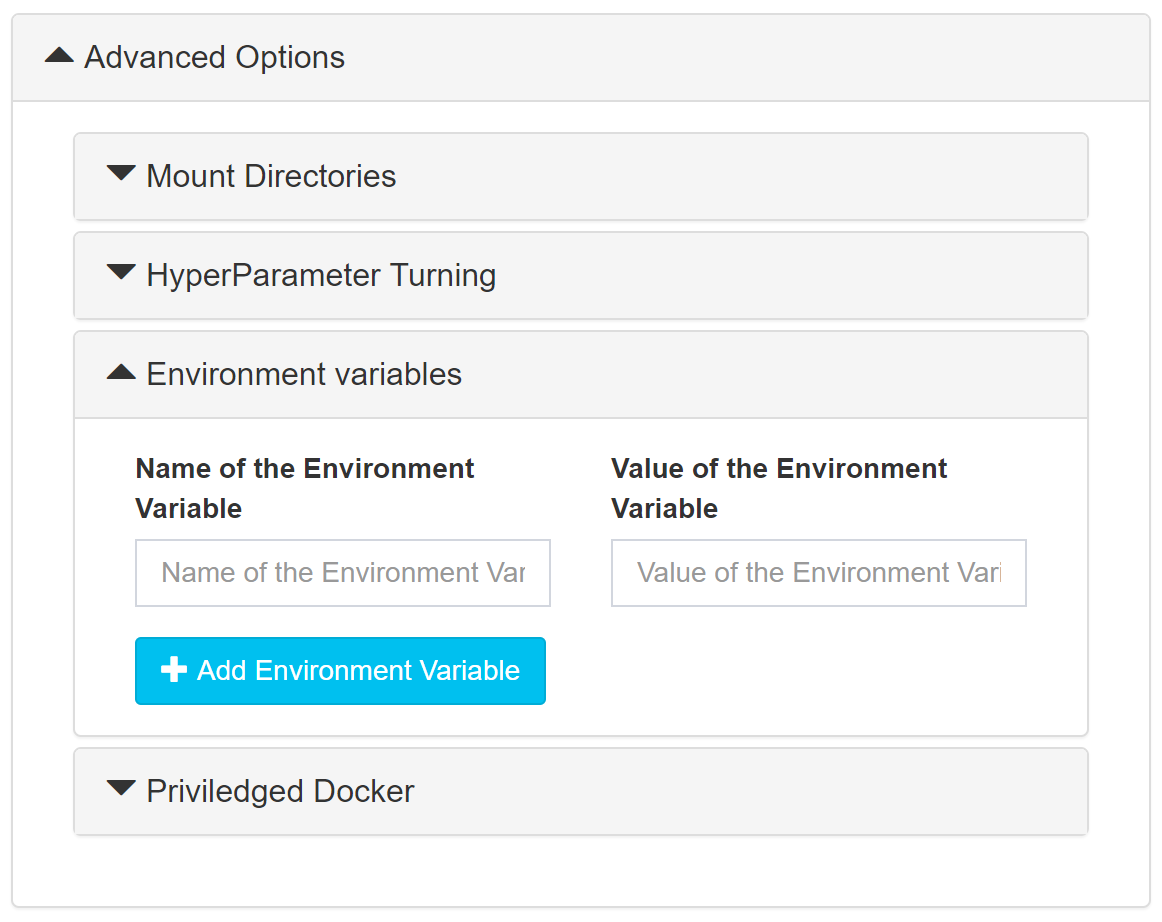 Advanced Options
Mount Directories
HyperParameter Turning
Environment variables
Name of the Environment
Variable
Value of the Environment
Variable
Name of the Environment Var
Value of the Environment Vari
Add Environment Variable
Priviledged Docker